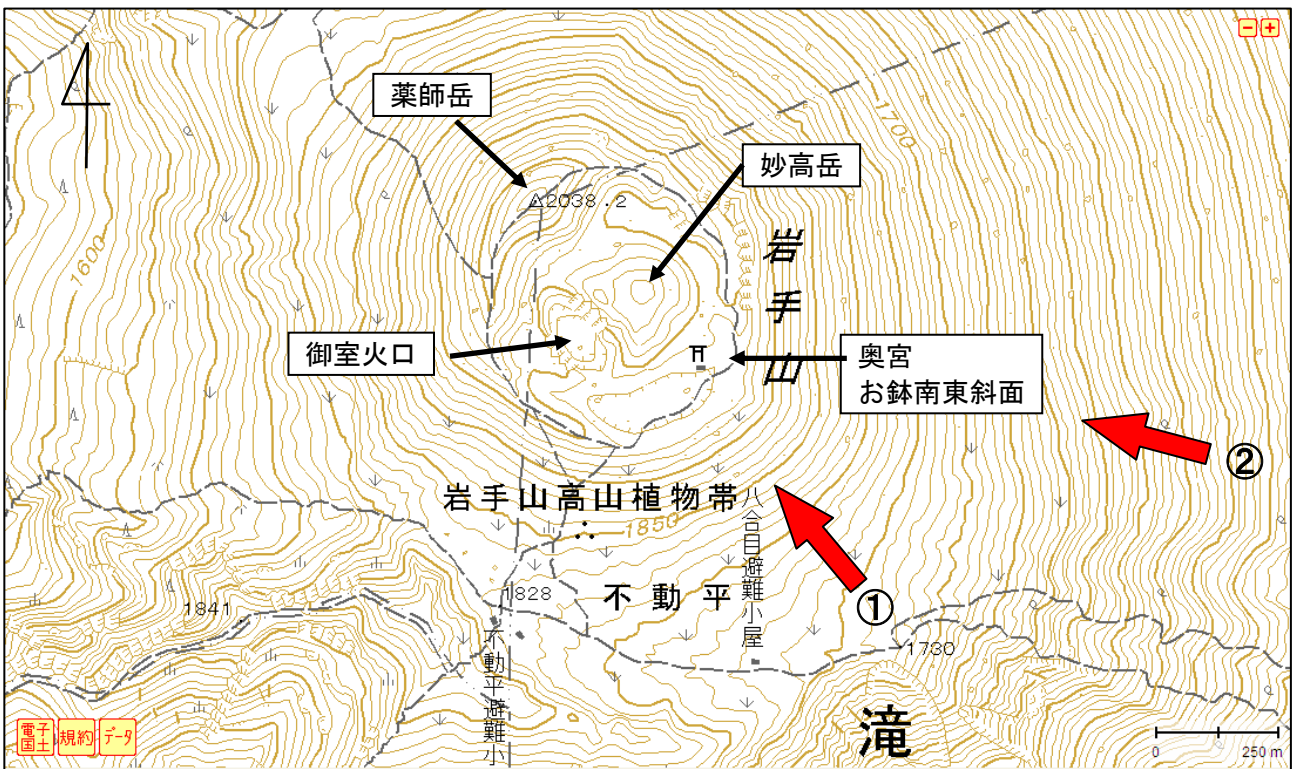 薬師岳
妙高岳
1700
2038.2
1600
岩手山
御室火口
奥宮
お鉢南東斜面
②
岩手山高山植物帯
1850
八合目避難小屋
①
不動平
1828
1841
不動平避難小
1730
滝
電子
国土
規約
データ
0
250 m